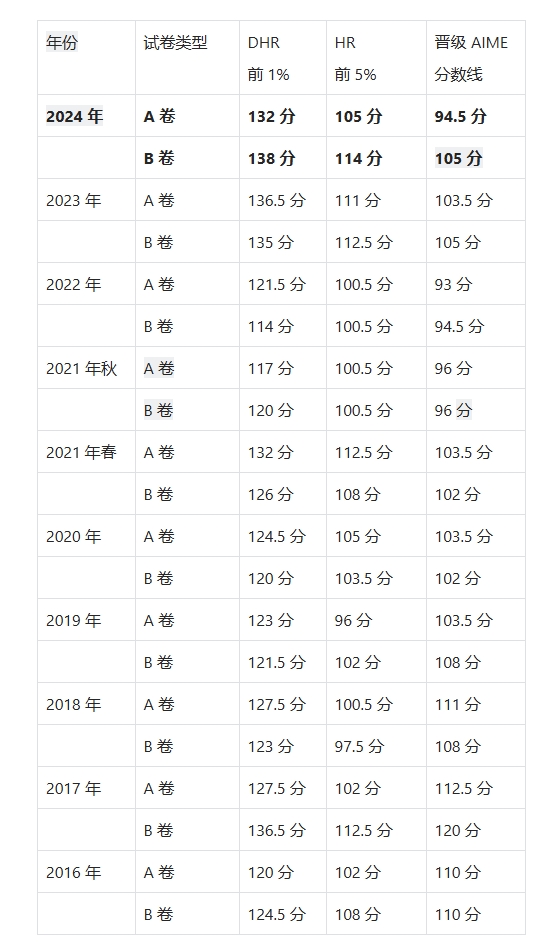 年份 试卷类型 DHR HR 晋级 AIME
前 1% 前 5% 分数线
2024 年 A 卷 132 分 105 分 94.5 分
B 卷 138 分 114 分 105 分
2023 年 A 卷 136.5 分 111 分 103.5 分
B 卷 135 分 112.5 分 105 分
2022 年 A 卷 121.5 分 100.5 分 93 分
B 卷 114 分 100.5 分 94.5 分
2021 年秋 A 卷 117 分 100.5 分 96 分
B 卷 120 分 100.5 分 96 分
2021 年春 A 卷 132 分 112.5 分 103.5 分
B 卷 126 分 108 分 102 分
2020 年 A 卷 124.5 分 105 分 103.5 分
B 卷 120 分 103.5 分 102 分
2019 年 A 卷 123 分 96 分 103.5 分
B 卷 121.5 分 102 分 108 分
2018 年 A 卷 127.5 分 100.5 分 111 分
B 卷 123 分 97.5 分 108 分
2017 年 A 卷 127.5 分 102 分 112.5 分
B 卷 136.5 分 112.5 分 120 分
2016 年 A 卷 120 分 102 分 110 分
B 卷 124.5 分 108 分 110 分